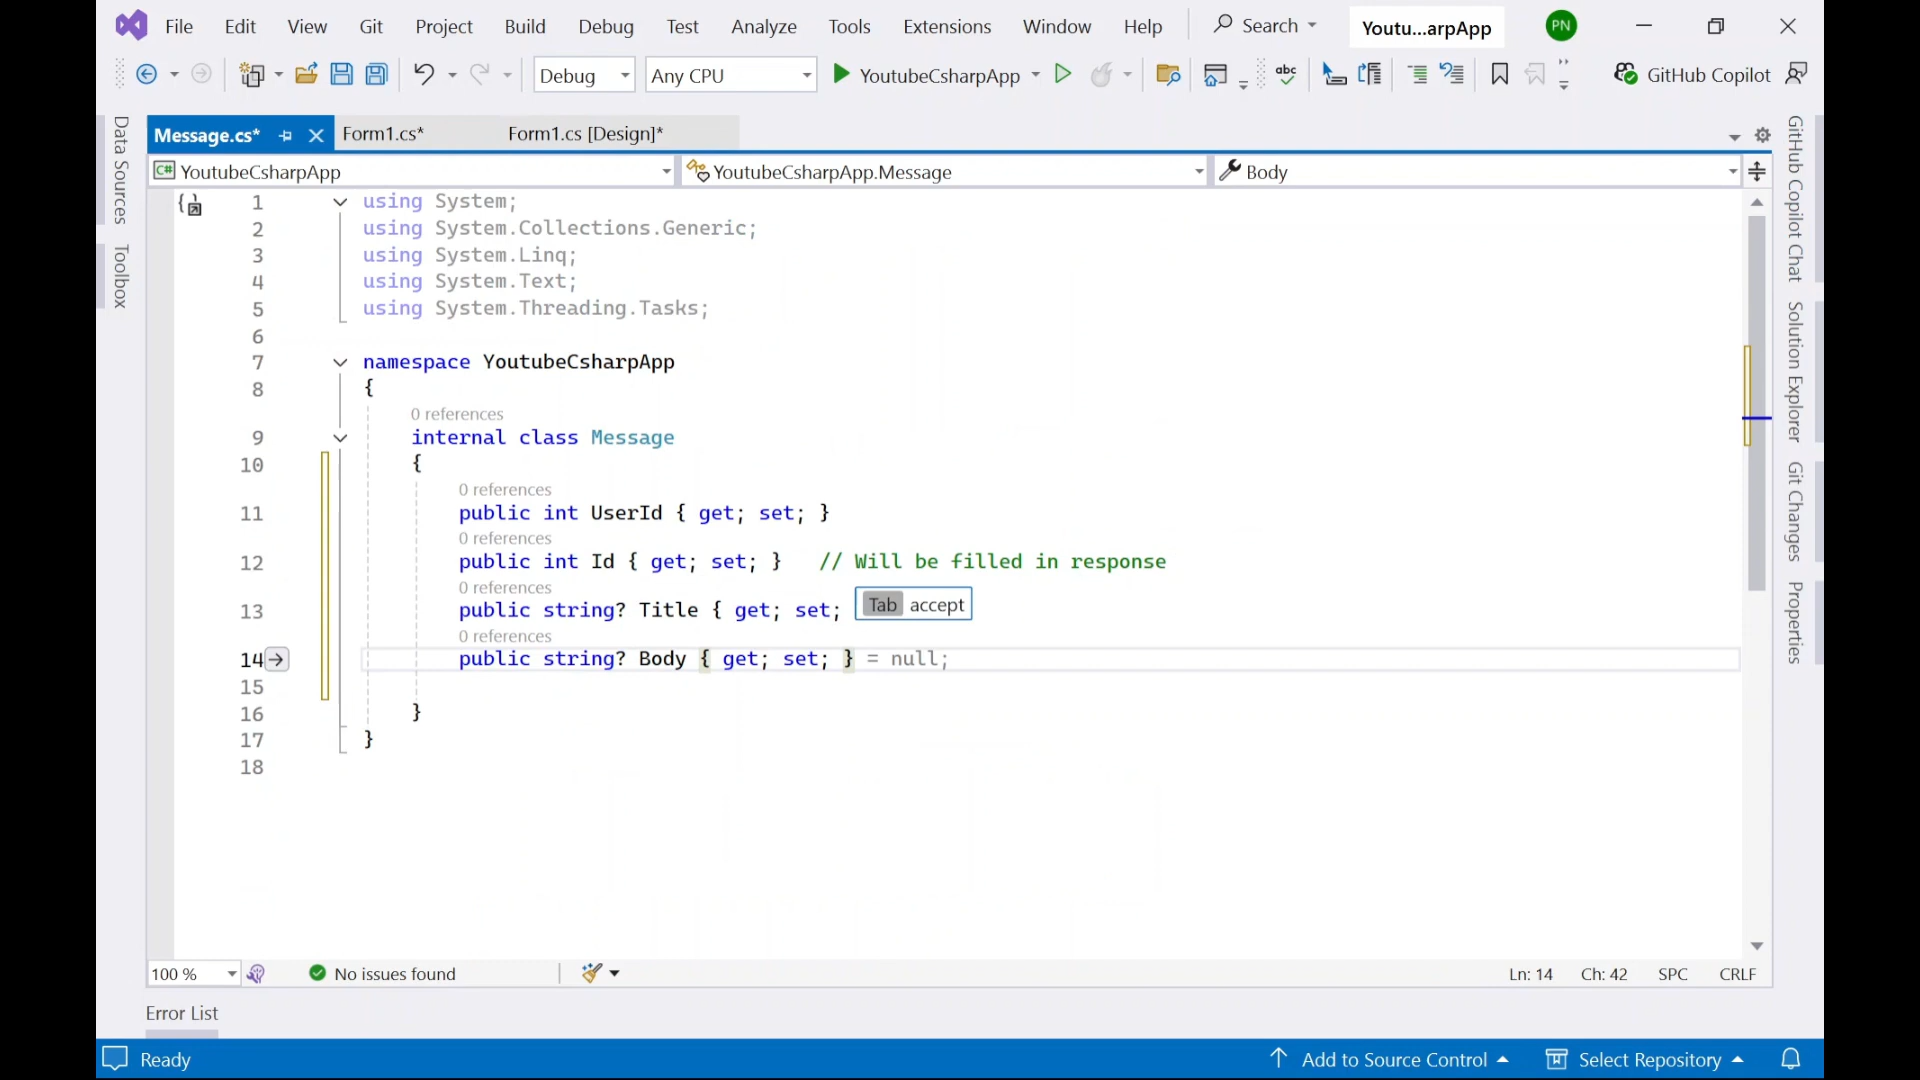 File Edit View Git Project Build Debug Test Analyze Tools Extensions Window Help Search Youtu...arpApp PN
Debug Any CPU YoutubeCsharpApp abc GitHub Copilot
Message.cs* Form1.cs* Form1.cs [Design]*
C# YoutubeCsharpApp YoutubeCsharpApp.Message Body
Data Sources
Toolbox
1 using System;
2 using System.Collections.Generic;
3 using System.Linq;
4 using System.Text;
5 using System.Threading.Tasks;
6
7 namespace YoutubeCsharpApp
8 {
0 references
9 internal class Message
10 {
0 references
11 public int UserId { get; set; }
0 references
12 public int Id { get; set; } // Will be filled in response
0 references
13 public string? Title { get; set; Tab accept
0 references
14 public string? Body { get; set; } = null;
15
16 }
17 }
18
GitHub Copilot Chat
Solution Explorer
Git Changes
Properties
100 % No issues found Ln: 14 Ch: 42 SPC CRLF
Error List
Ready Add to Source Control Select Repository